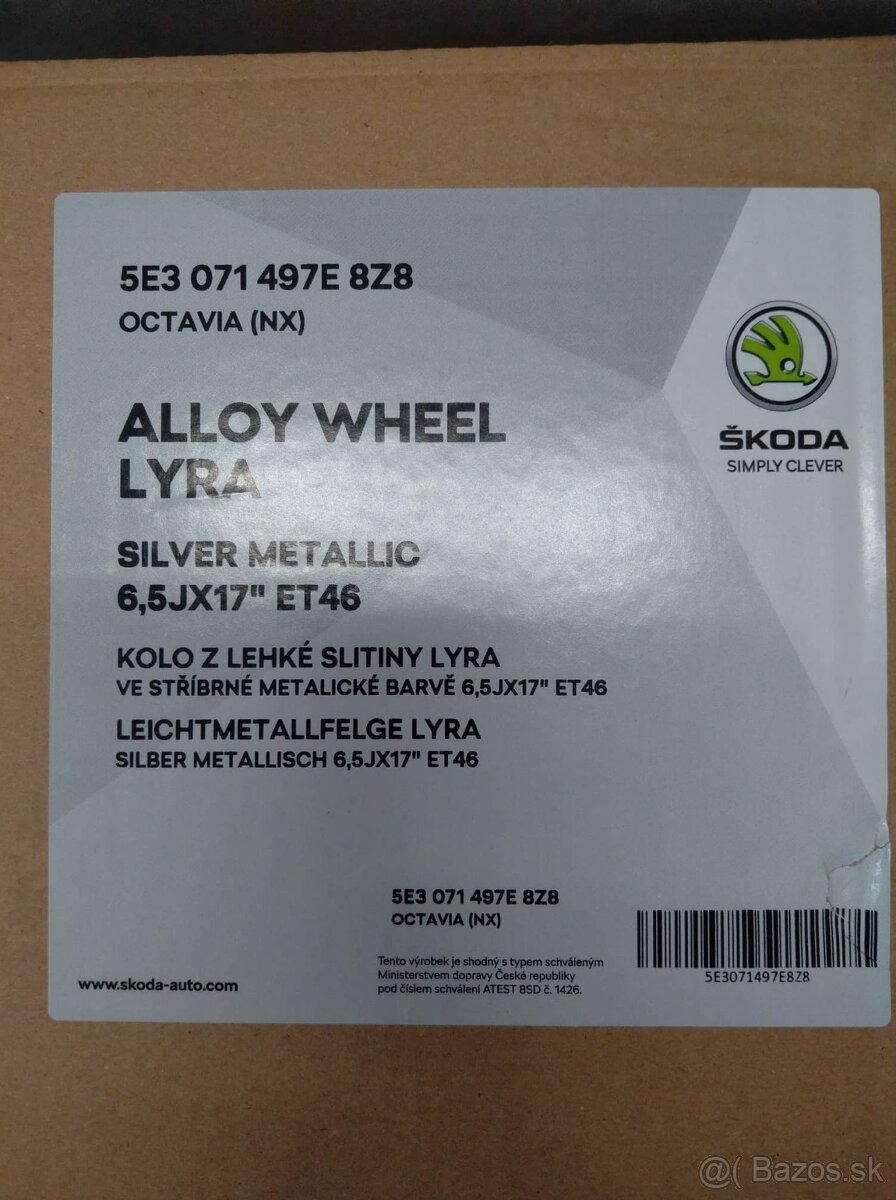 5E3 071 497E 8Z8
OCTAVIA (NX)
ALLOY WHEEL
LYRA
SILVER METALLIC
6,5JX17" ET46
KOLO Z LEHKÉ SLITINY LYRA
VE STŘÍBRNÉ METALICKÉ BARVĚ 6,5JX17" ET46
LEICHTMETALLFELGE LYRA
SILBER METALLISCH 6,5JX17" ET46
ŠKODA
SIMPLY CLEVER
5E3 071 497E 8Z8
OCTAVIA (NX)
Tento výrobek je shodný s typem schváleným
Ministerstvem dopravy České republiky
pod číslem schválení ATEST 8SD č. 1426.
www.skoda-auto.com
5E3071497E8Z8
@( Bazos.sk